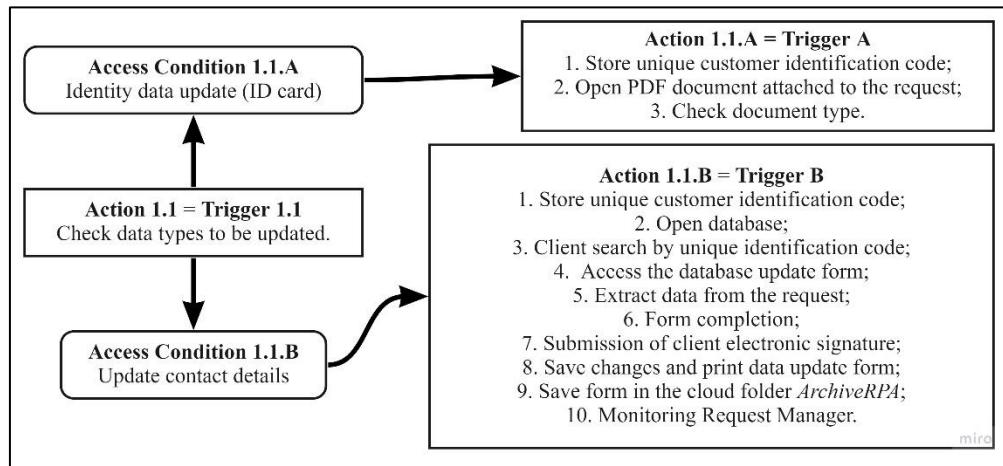 Access Condition 1.1.A
Identity data update (ID card)
Action 1.1 = Trigger 1.1
Check data types to be updated.
Access Condition 1.1.B
Update contact details
Action 1.1.A = Trigger A
1. Store unique customer identification code;
2. Open PDF document attached to the request;
3. Check document type.
Action 1.1.B = Trigger B
1. Store unique customer identification code;
2. Open database;
3. Client search by unique identification code;
4. Access the database update form;
5. Extract data from the request;
6. Form completion;
7. Submission of client electronic signature;
8. Save changes and print data update form;
9. Save form in the cloud folder ArchiveRPA;
10. Monitoring Request Manager.
miro